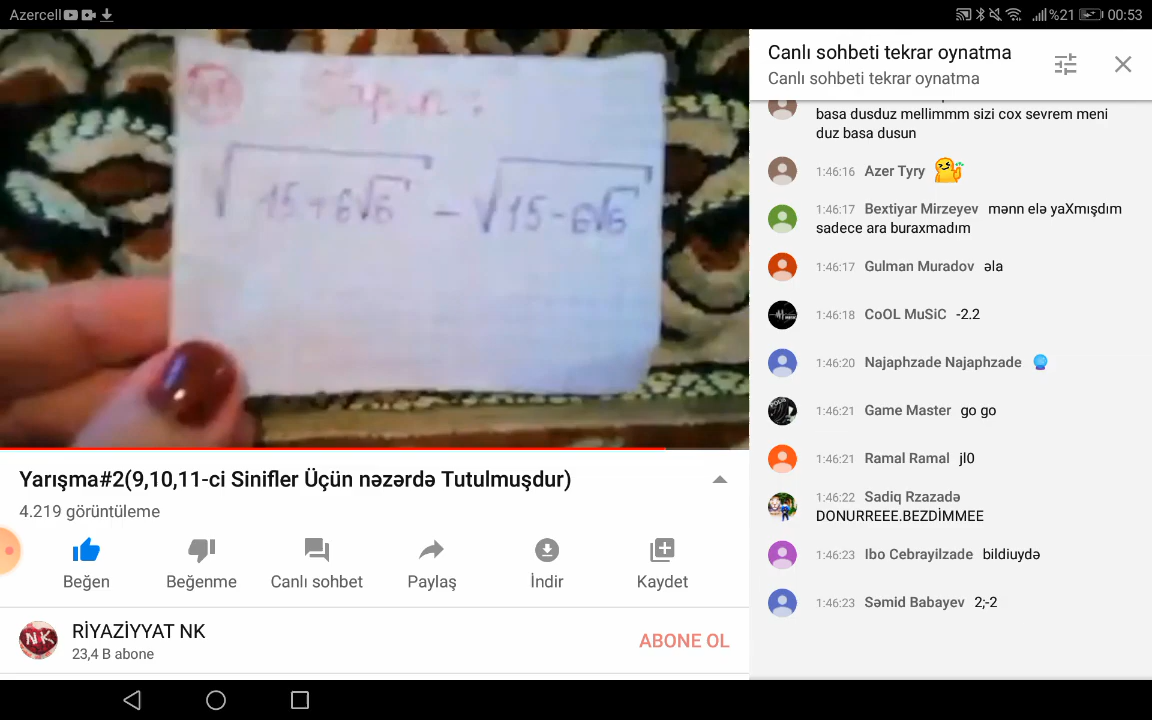 Azercell
%21 00:53
Tapın:
√15+6√6 − √15−6√6
Canlı sohbeti tekrar oynatma
Canlı sohbeti tekrar oynatma
basa dusduz mellimmm sizi cox sevrem meni
duz basa dusun
1:46:16 Azer Tyry
1:46:17 Bextiyar Mirzeyev mənn elə yaXmışdım
sadece ara buraxmadım
1:46:17 Gulman Muradov əla
1:46:18 CoOL MuSiC -2.2
1:46:20 Najaphzade Najaphzade
1:46:21 Game Master go go
1:46:21 Ramal Ramal jl0
1:46:22 Sadiq Rzazadə
DONURREEE.BEZDİMMEE
1:46:23 Ibo Cebrayilzade bildiuydə
1:46:23 Səmid Babayev 2;-2
Yarışma#2(9,10,11-ci Sinifler Üçün nəzərdə Tutulmuşdur)
4.219 görüntüleme
Beğen Beğenme Canlı sohbet Paylaş İndir Kaydet
NK
RİYAZİYYAT NK
23,4 B abone
ABONE OL